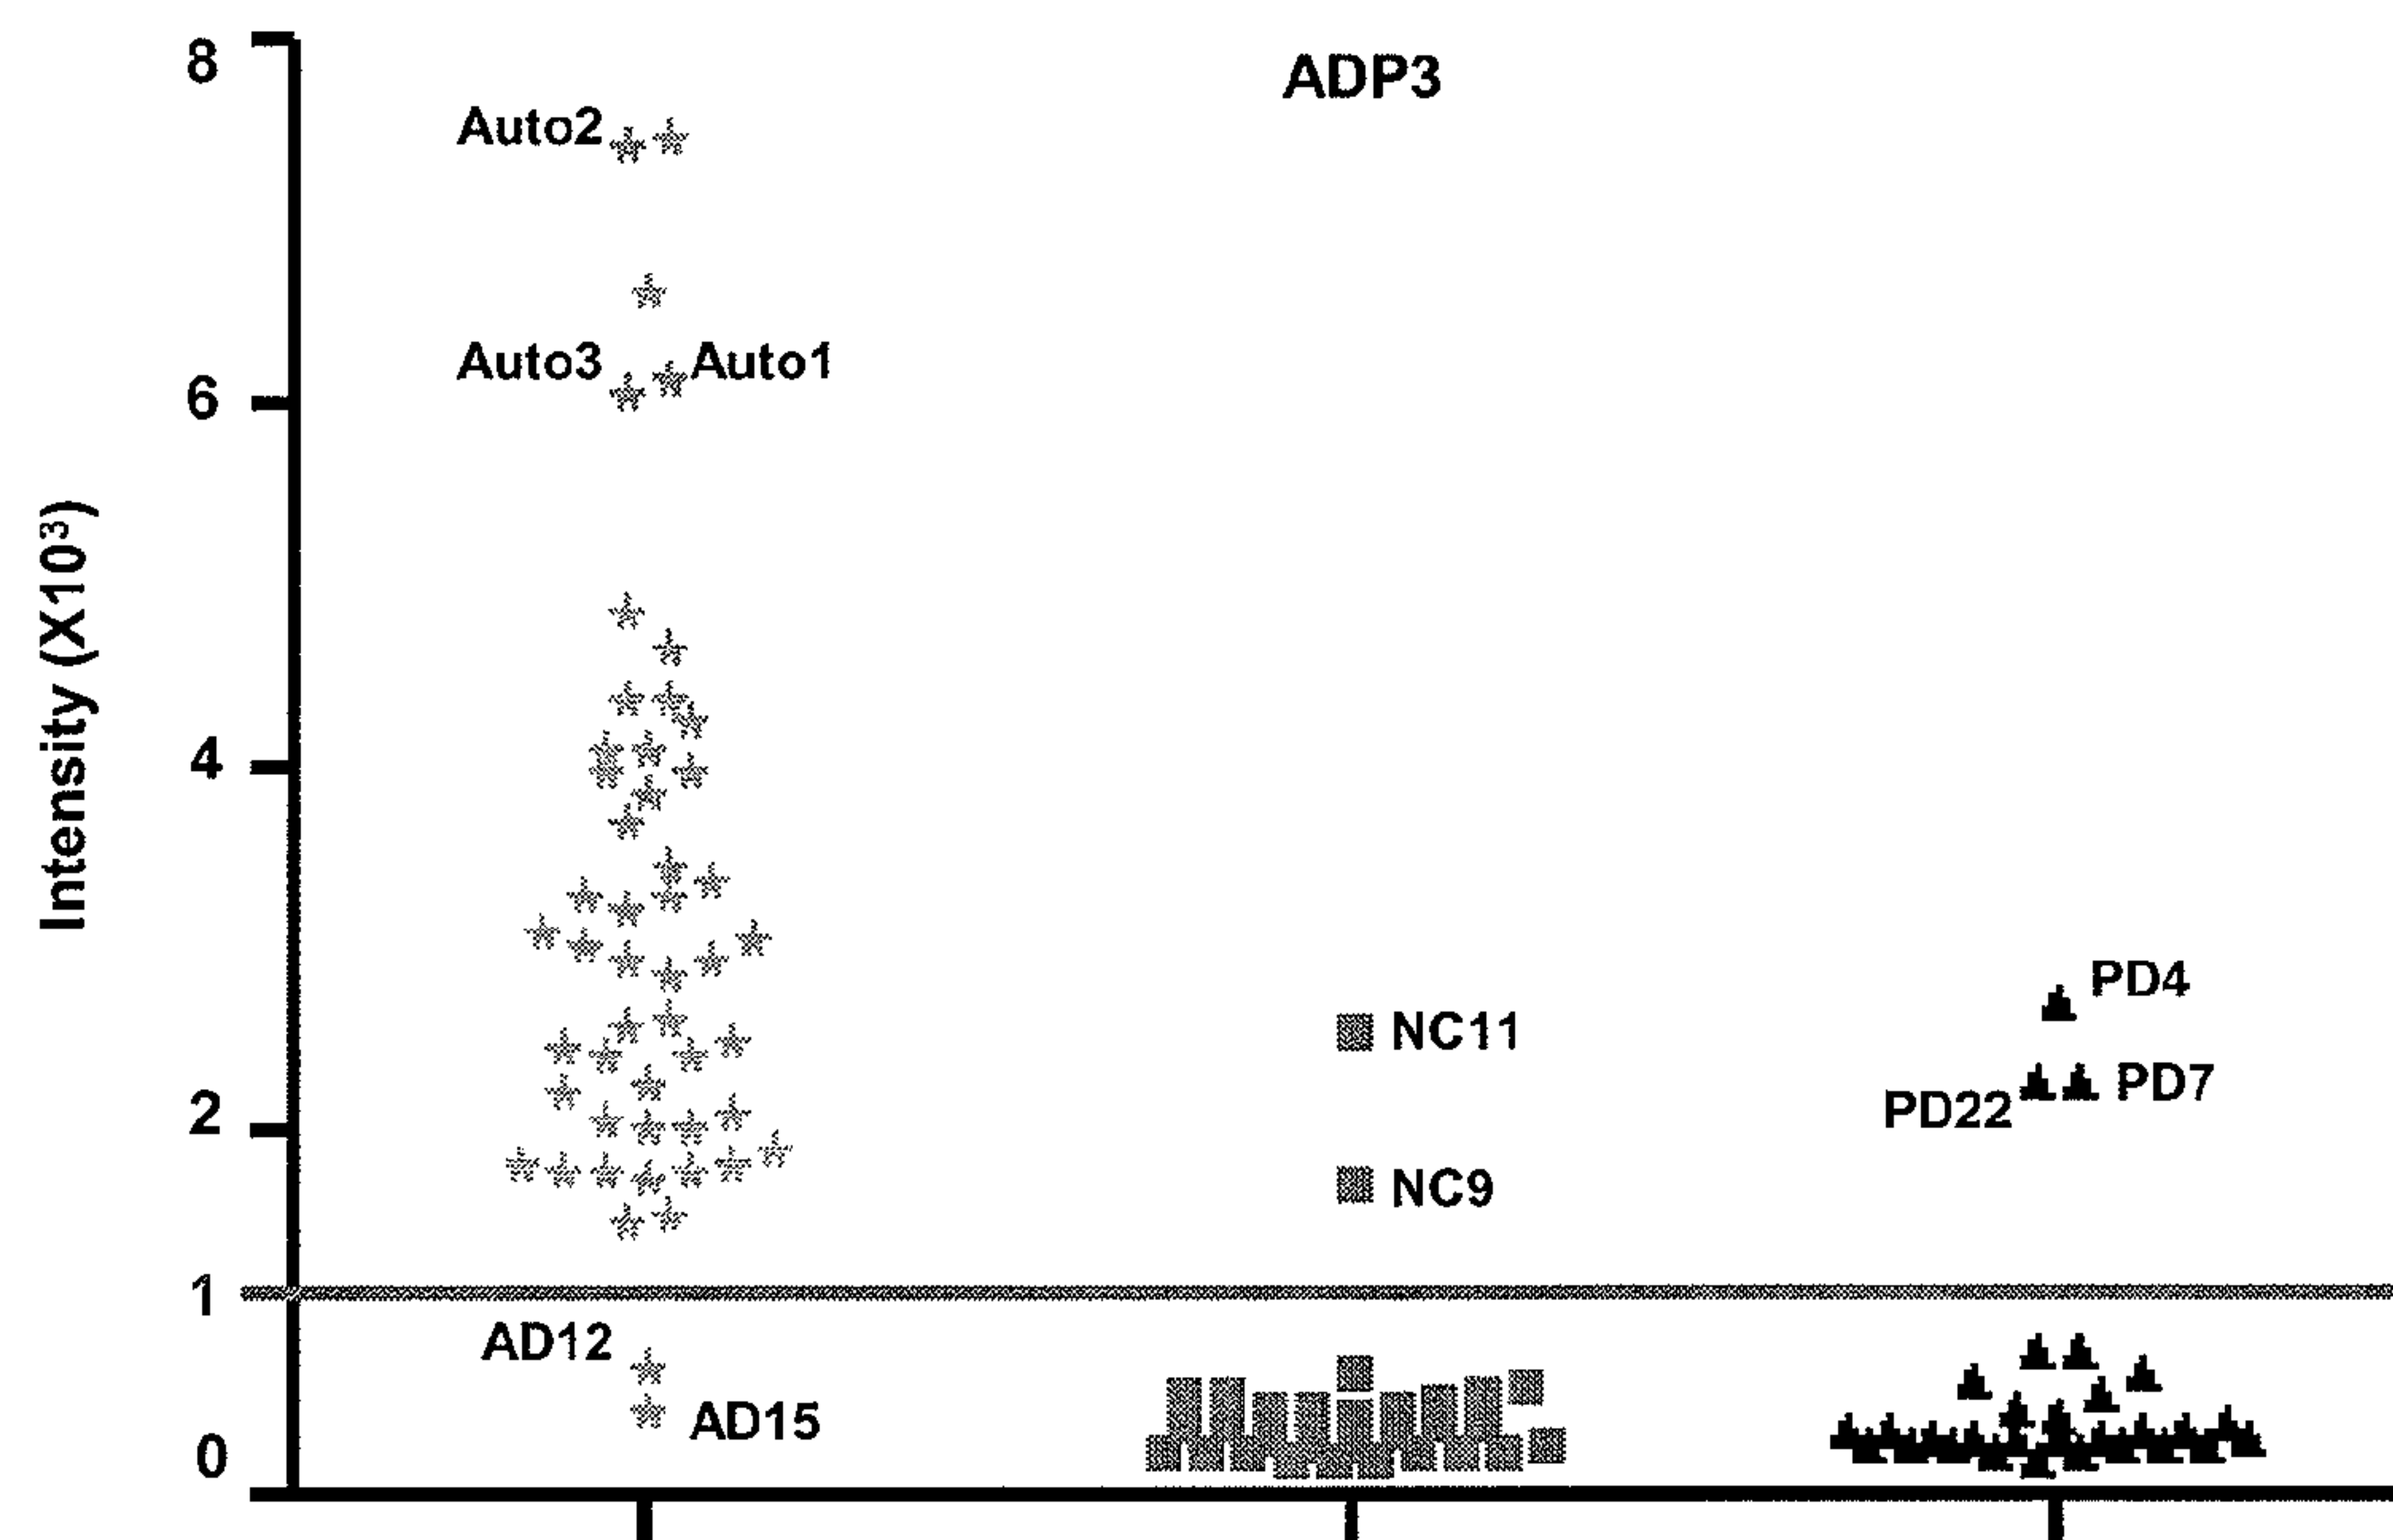 ADP3
Intensity (X10³)
8
6
4
2
1
0
Auto2
Auto3
Auto1
AD12
AD15
NC11
NC9
PD4
PD7
PD22